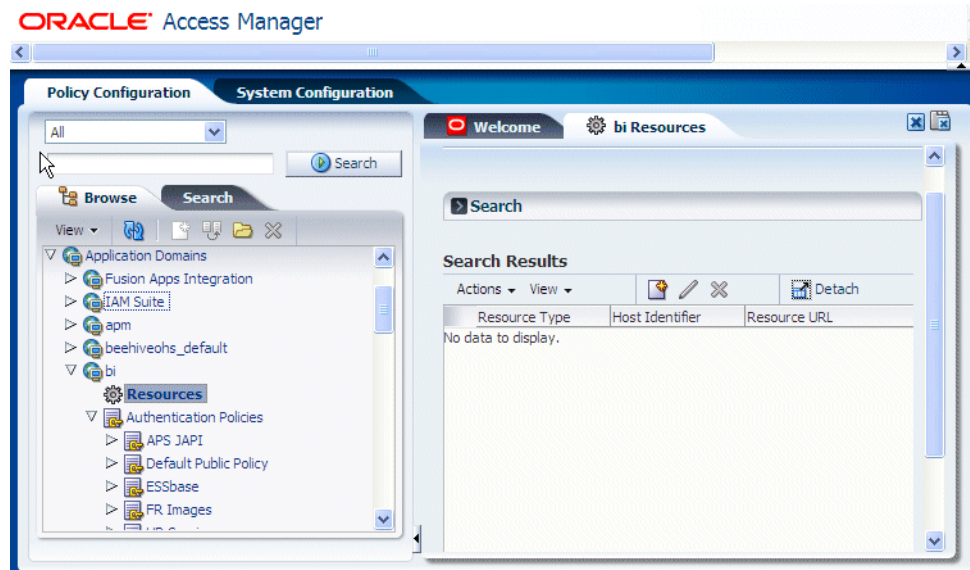 ORACLE Access Manager
Policy Configuration
System Configuration
All
Search
Browse
Search
View
Application Domains
Fusion Apps Integration
IAM Suite
apm
beehiveohs_default
bi
Resources
Authentication Policies
APS JAPI
Default Public Policy
ESSbase
FR Images
Welcome
bi Resources
Search
Search Results
Actions
View
Detach
Resource Type
Host Identifier
Resource URL
No data to display.